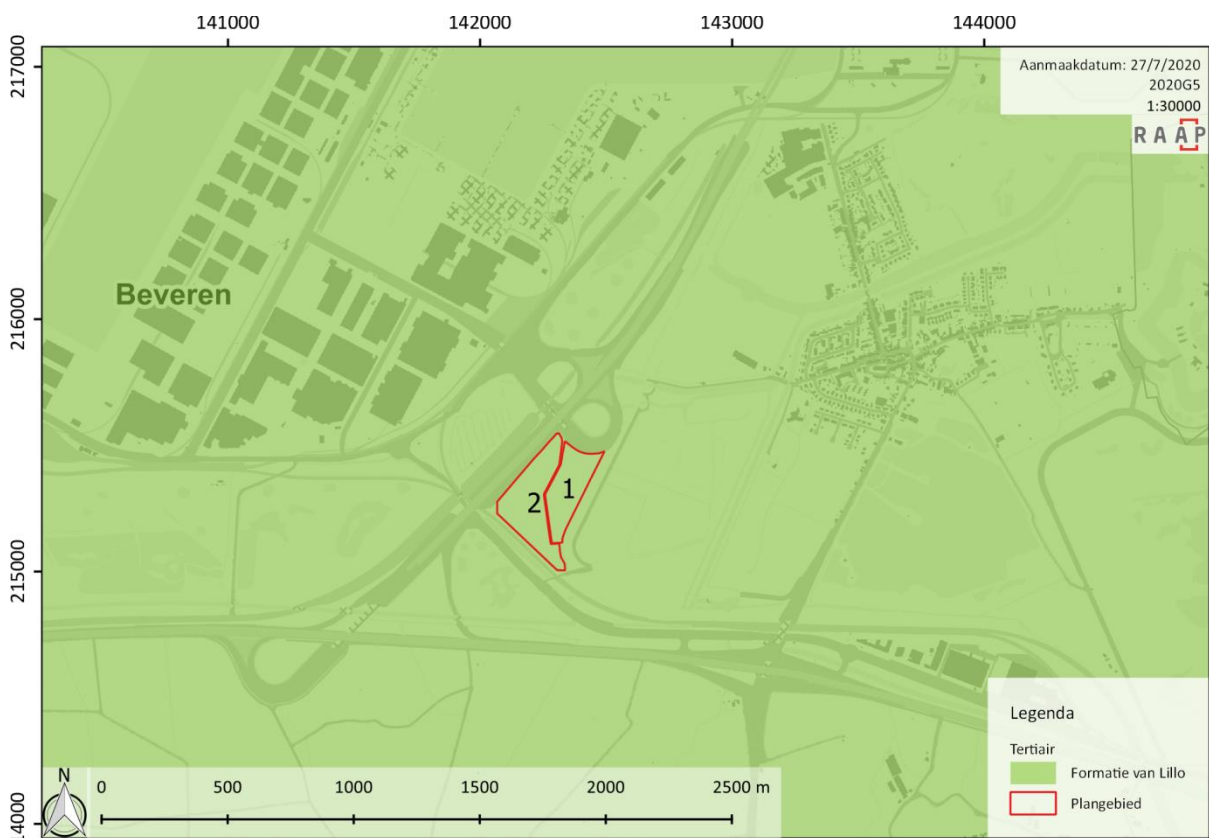 141000 142000 143000 144000
217000
Aanmaakdatum: 27/7/2020
2020G5
1:30000
RAAP
Beveren
216000
1
2
215000
Legenda
Tertiair
Formatie van Lillo
Plangebied
N
0 500 1000 1500 2000 2500 m